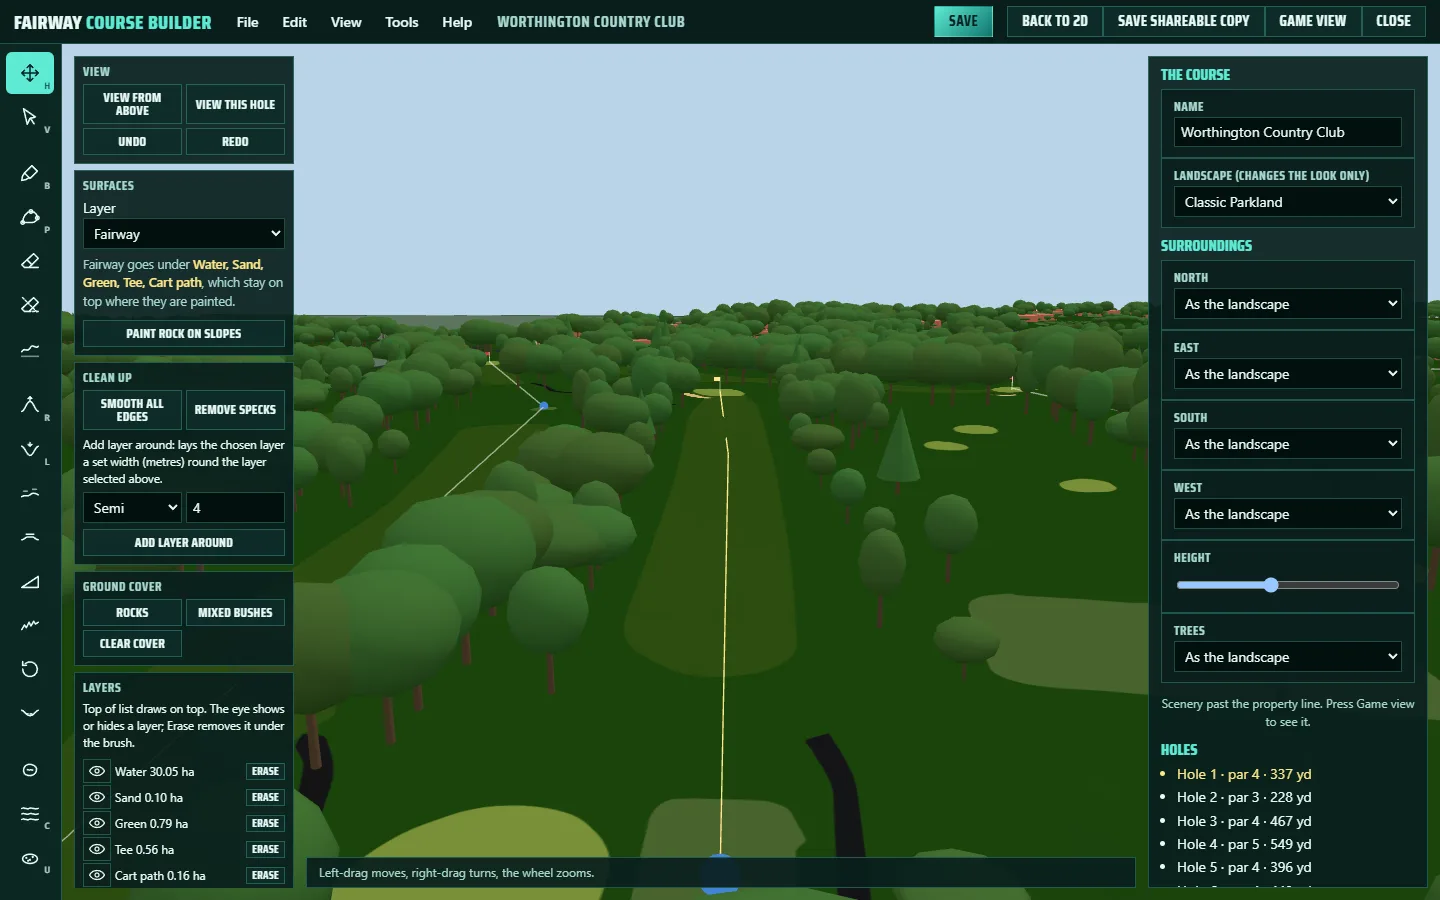 FAIRWAY COURSE BUILDER
File
Edit
View
Tools
Help
WORTHINGTON COUNTRY CLUB
SAVE
BACK TO 2D
SAVE SHAREABLE COPY
GAME VIEW
CLOSE
H
V
B
P
R
L
C
U
VIEW
VIEW FROM
ABOVE
VIEW THIS HOLE
UNDO
REDO
SURFACES
Layer
Fairway
Fairway goes under Water, Sand,
Green, Tee, Cart path, which stay on
top where they are painted.
PAINT ROCK ON SLOPES
CLEAN UP
SMOOTH ALL
EDGES
REMOVE SPECKS
Add layer around: lays the chosen layer
a set width (metres) round the layer
selected above.
Semi
4
ADD LAYER AROUND
GROUND COVER
ROCKS
MIXED BUSHES
CLEAR COVER
LAYERS
Top of list draws on top. The eye shows
or hides a layer; Erase removes it under
the brush.
Water 30.05 ha
ERASE
Sand 0.10 ha
ERASE
Green 0.79 ha
ERASE
Tee 0.56 ha
ERASE
Cart path 0.16 ha
ERASE
Left-drag moves, right-drag turns, the wheel zooms.
THE COURSE
NAME
Worthington Country Club
LANDSCAPE (CHANGES THE LOOK ONLY)
Classic Parkland
SURROUNDINGS
NORTH
As the landscape
EAST
As the landscape
SOUTH
As the landscape
WEST
As the landscape
HEIGHT
TREES
As the landscape
Scenery past the property line. Press Game view
to see it.
HOLES
Hole 1 · par 4 · 337 yd
Hole 2 · par 3 · 228 yd
Hole 3 · par 4 · 467 yd
Hole 4 · par 5 · 549 yd
Hole 5 · par 4 · 396 yd